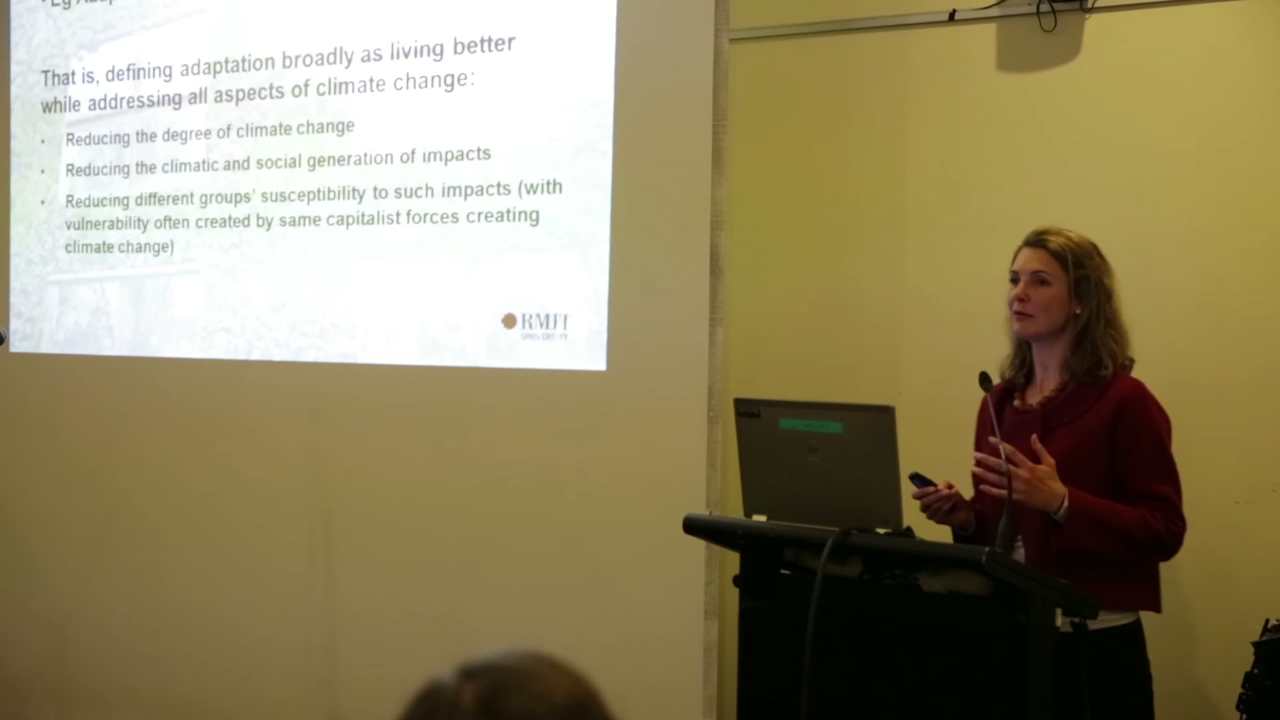 That is, defining adaptation broadly as living better
while addressing all aspects of climate change:
• Reducing the degree of climate change
• Reducing the climatic and social generation of impacts
• Reducing different groups' susceptibility to such impacts (with
vulnerability often created by same capitalist forces creating
climate change)
RMIT
UNIVERSITY